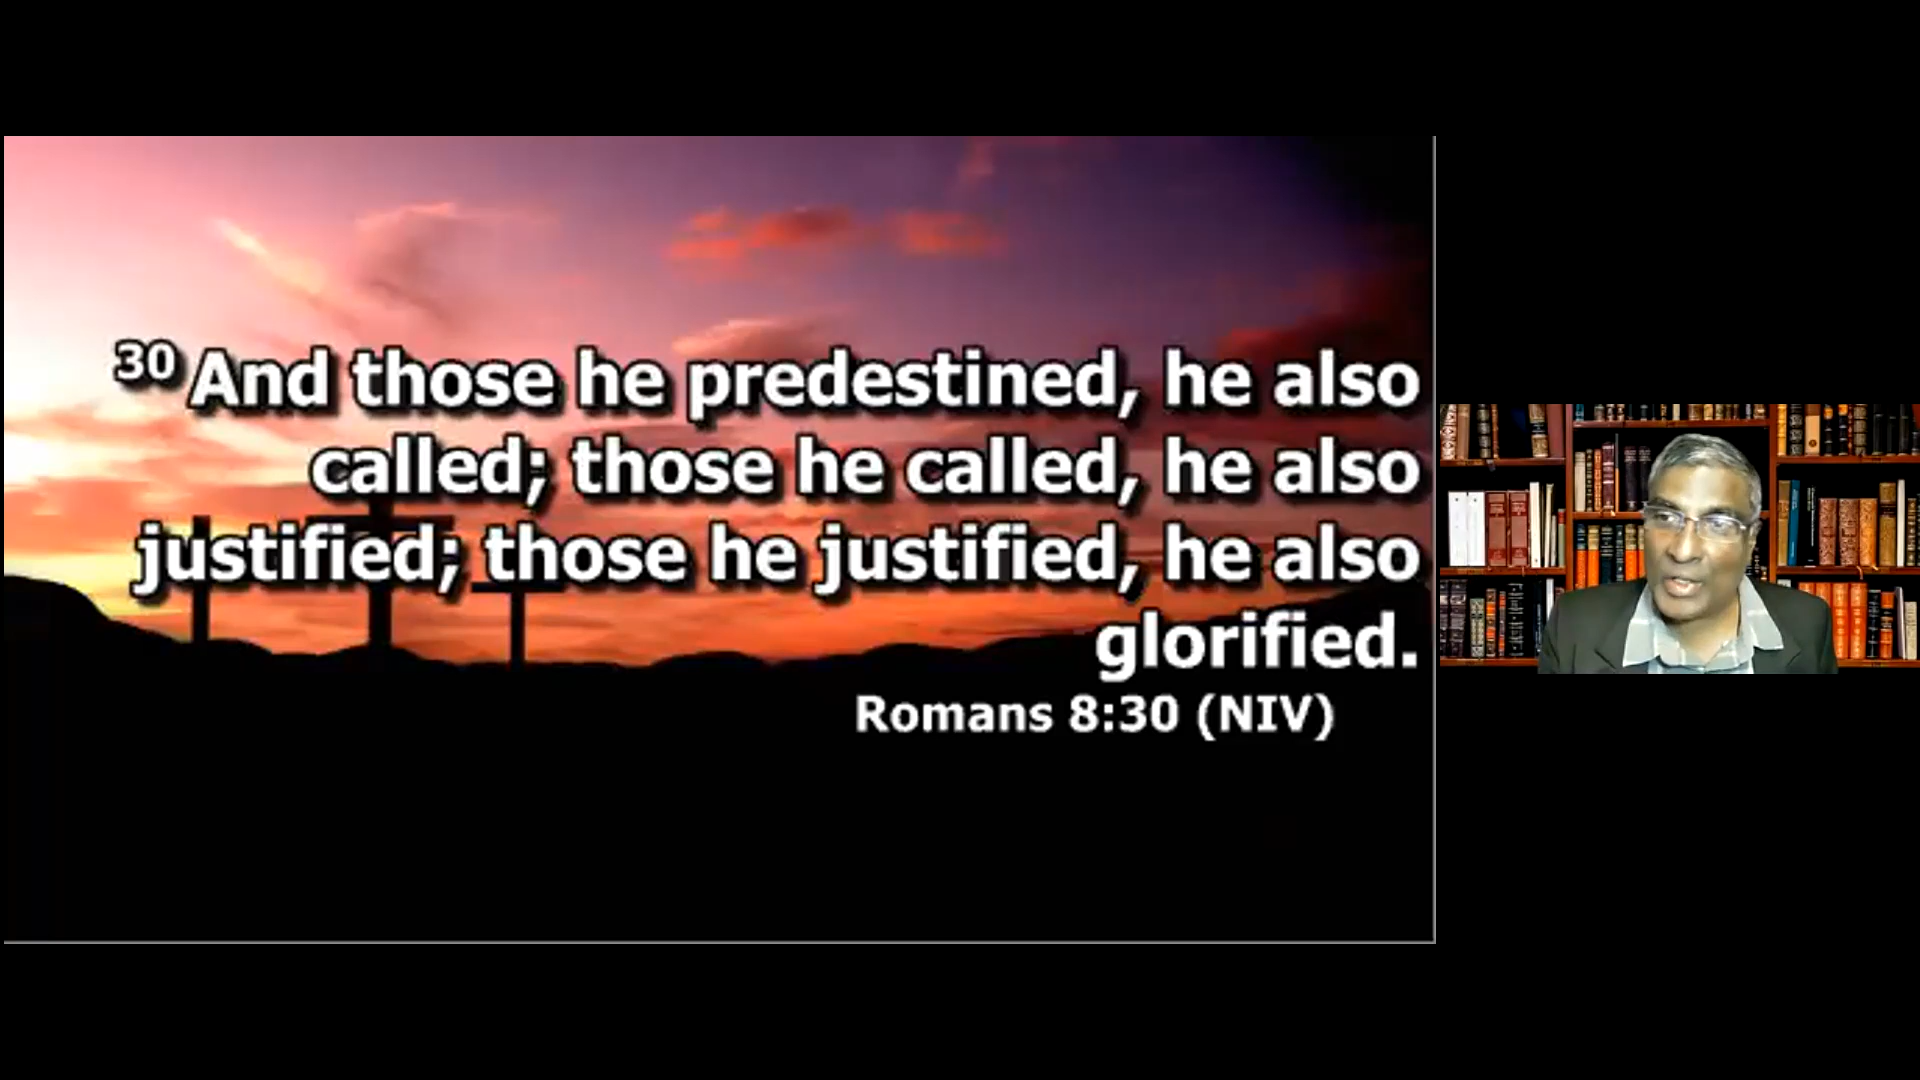 30 And those he predestined, he also
called; those he called, he also
justified; those he justified, he also
glorified.
Romans 8:30 (NIV)